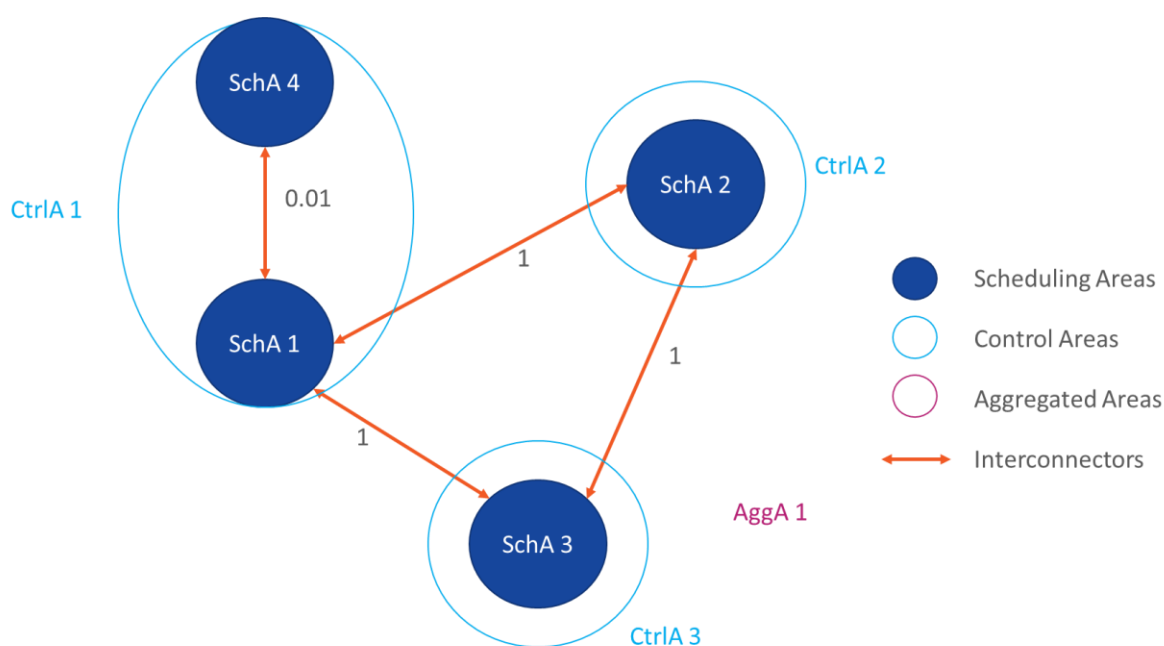 SchA 4
SchA 2
CtrlA 2
0.01
CtrlA 1
1
Scheduling Areas
SchA 1
Control Areas
1
Aggregated Areas
1
Interconnectors
AggA 1
SchA 3
CtrlA 3